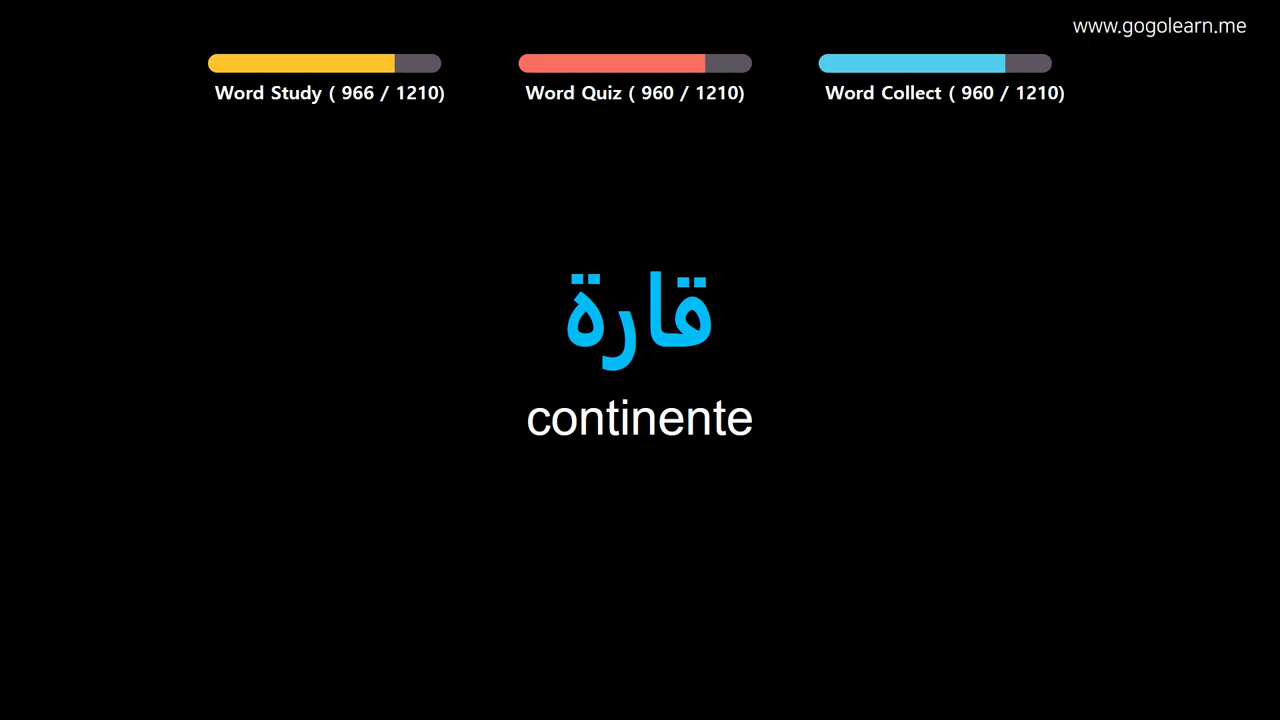 www.gogolearn.me
Word Study ( 966 / 1210)
Word Quiz ( 960 / 1210)
Word Collect ( 960 / 1210)
قارة
continente